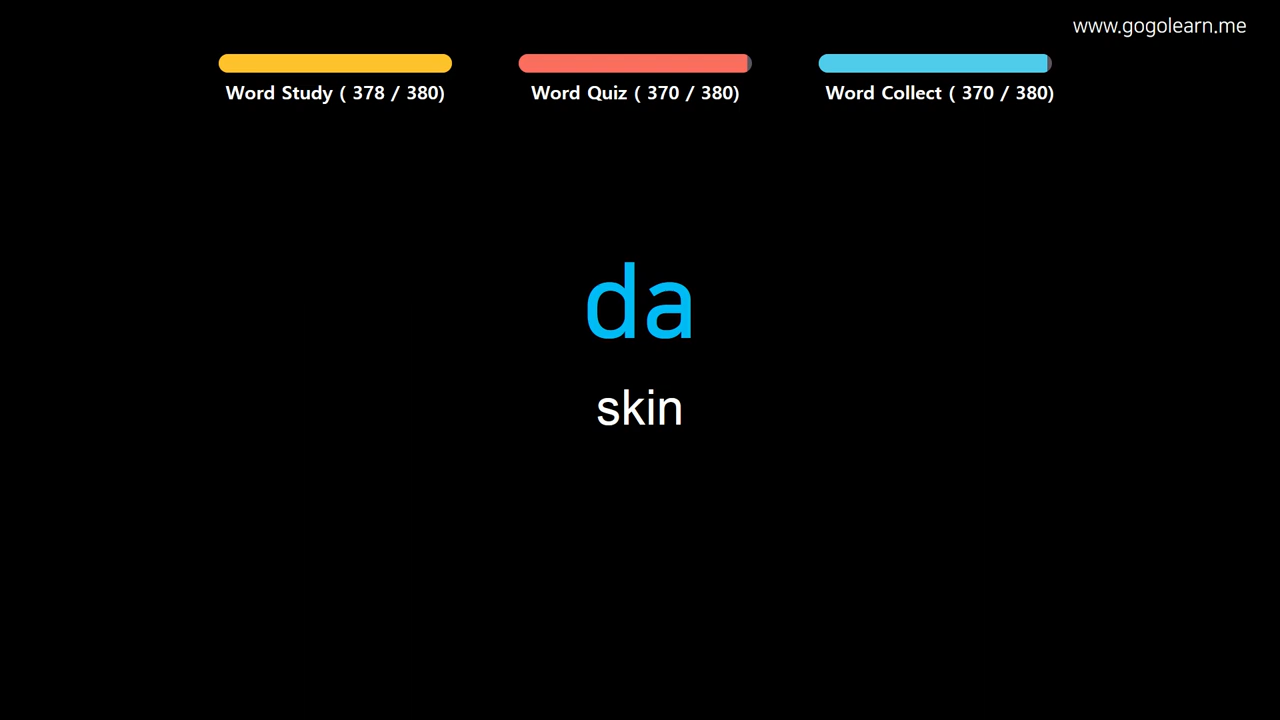 www.gogolearn.me
Word Study ( 378 / 380)
Word Quiz ( 370 / 380)
Word Collect ( 370 / 380)
da
skin